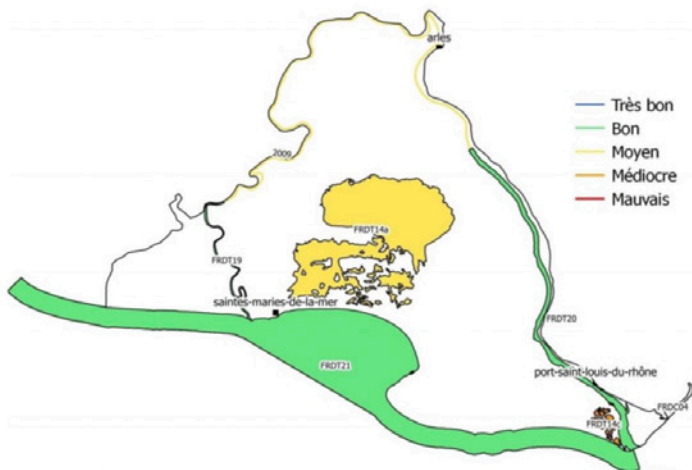 arles
Très bon
Bon
Moyen
Médiocre
Mauvais
2009
FRDT14a
FRDT19
saintes-maries-de-la-mer
FRDT20
FRDT21
port-saint-louis-du-rhône
FRDC04
FRDT14c